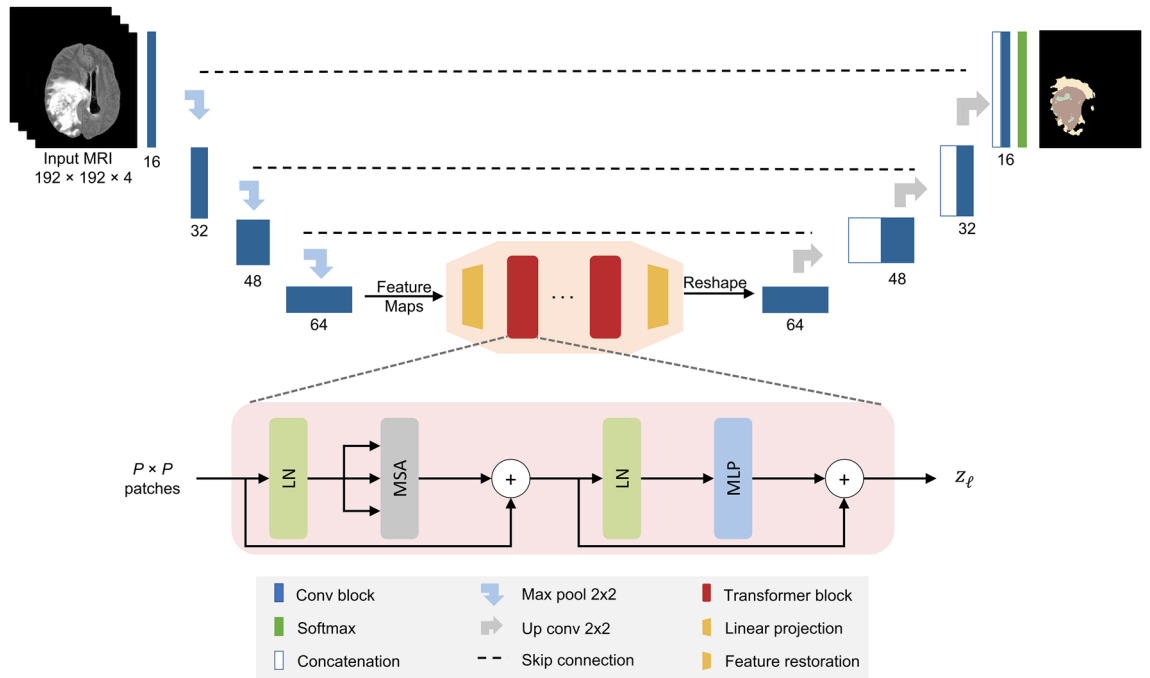 Input MRI
192 × 192 × 4
16
32
48
64
Feature
Maps
...
Reshape
64
48
32
16
P × P
patches
LN
MSA
+
LN
MLP
+
Zℓ
Conv block
Max pool 2x2
Transformer block
Softmax
Up conv 2x2
Linear projection
Concatenation
Skip connection
Feature restoration